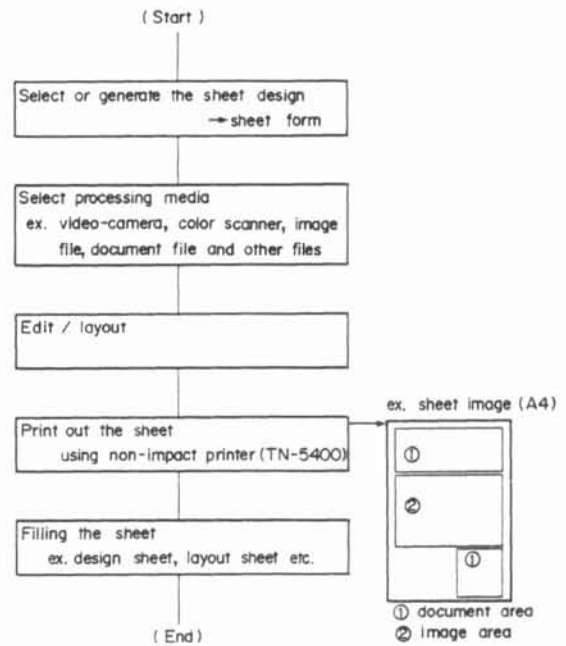 (Start)
Select or generate the sheet design
→ sheet form
Select processing media
ex. video-camera, color scanner, image
file, document file and other files
Edit / layout
Print out the sheet
using non-impact printer (TN-5400)
ex. sheet image (A4)
①
②
①
① document area
② image area
Filling the sheet
ex. design sheet, layout sheet etc.
(End)